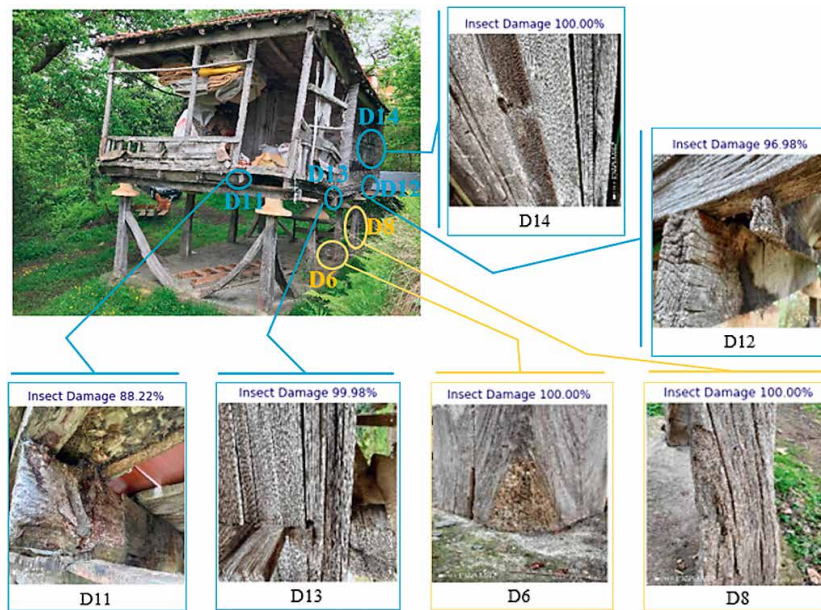 Insect Damage 100.00%
D14
D14
D13
D12
D11
D8
D6
Insect Damage 96.98%
D12
Insect Damage 88.22%
Insect Damage 99.98%
Insect Damage 100.00%
Insect Damage 100.00%
D11
D13
D6
D8